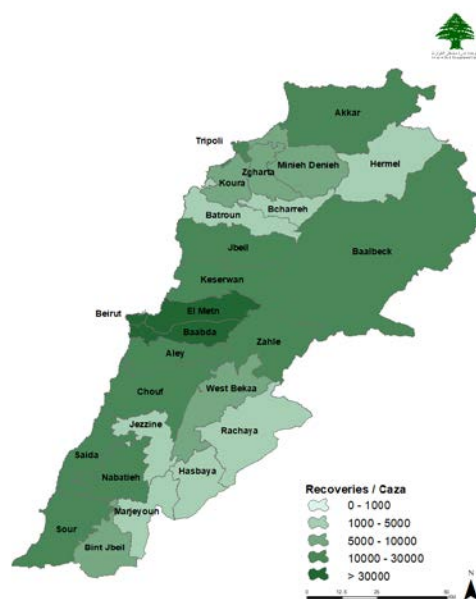 Akkar
Tripoli
Hermel
Minieh Denieh
Zgharta
Koura
Bcharreh
Batroun
Baalbeck
Jbeil
Keserwan
El Metn
Beirut
Baabda
Zahle
Aley
West Bekaa
Chouf
Jezzine
Rachaya
Saida
Hasbaya
Nabatieh
Marjeyoun
Sour
Bint Jbeil
Recoveries / Caza
0 - 1000
1000 - 5000
5000 - 10000
10000 - 30000
> 30000
N